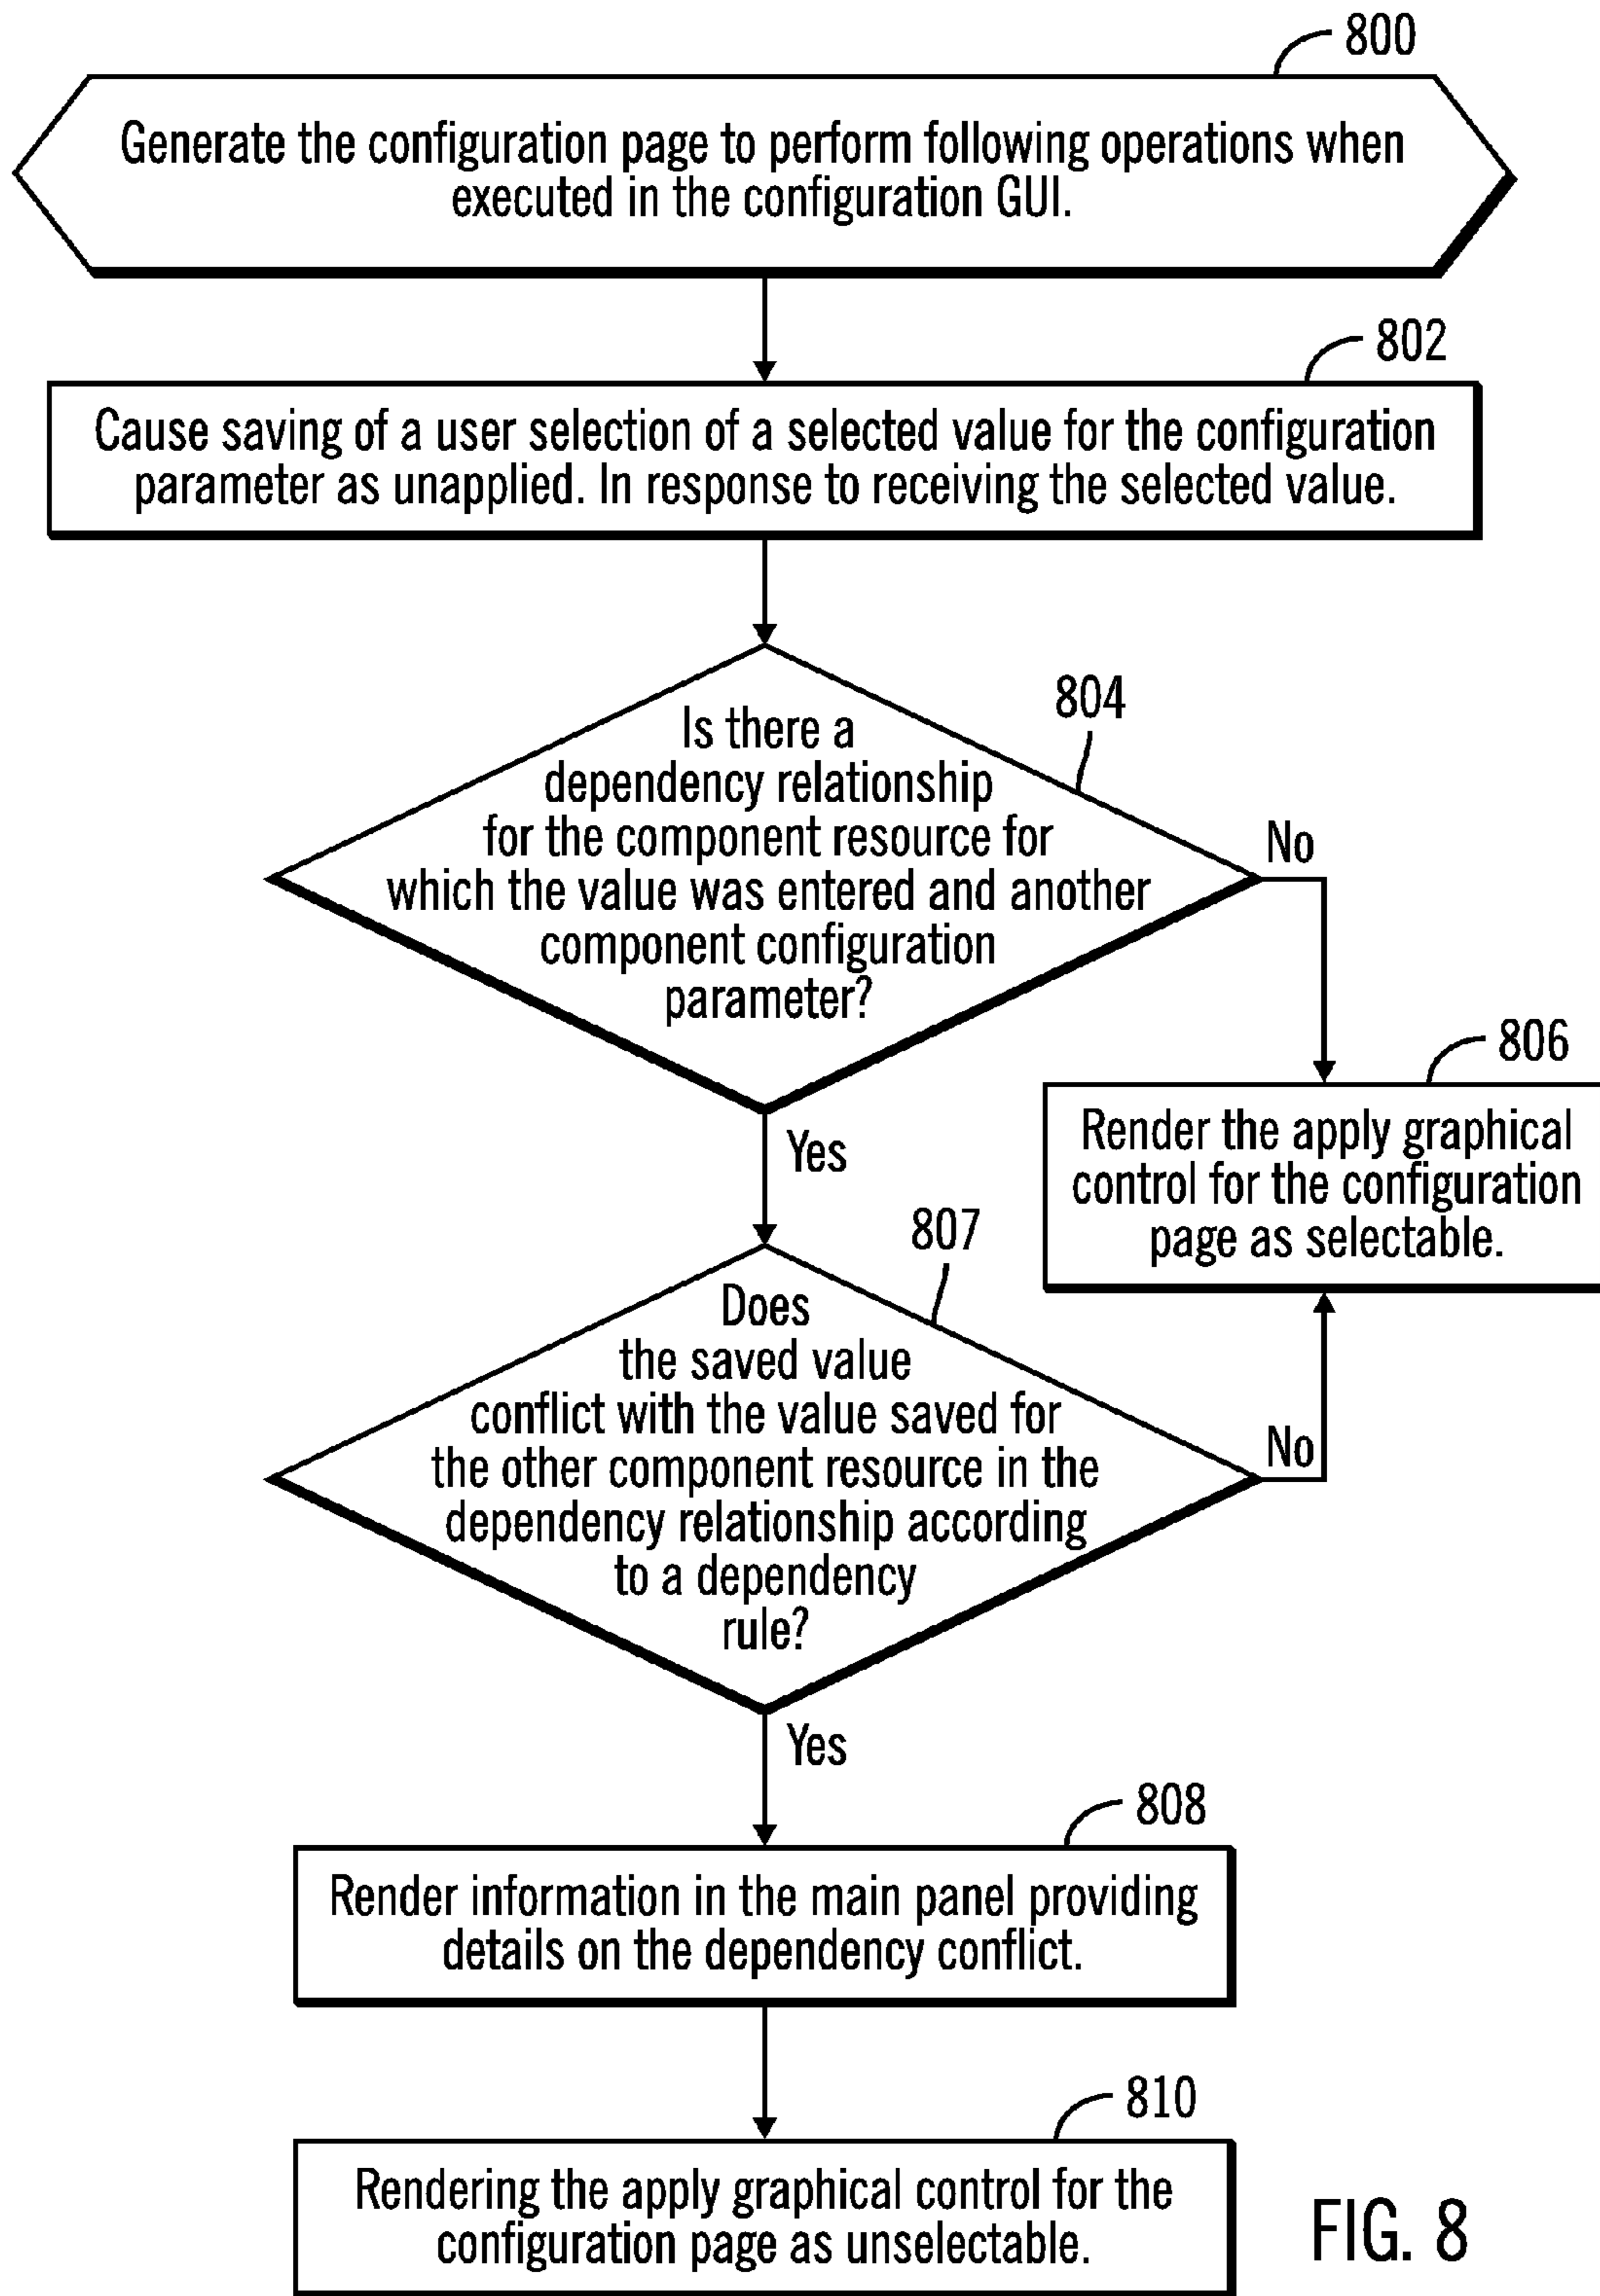 800
Generate the configuration page to perform following operations when
executed in the configuration GUI.
802
Cause saving of a user selection of a selected value for the configuration
parameter as unapplied. In response to receiving the selected value.
804
Is there a
dependency relationship
for the component resource for
which the value was entered and another
component configuration
parameter?
No
Yes
806
Render the apply graphical
control for the configuration
page as selectable.
807
Does
the saved value
conflict with the value saved for
the other component resource in the
dependency relationship according
to a dependency
rule?
No
Yes
808
Render information in the main panel providing
details on the dependency conflict.
810
Rendering the apply graphical control for the
configuration page as unselectable.
FIG. 8